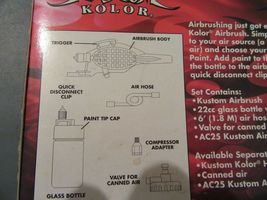 KOLOR.
TRIGGER
AIRBRUSH BODY
QUICK
DISCONNECT
CLIP
AIR HOSE
PAINT TIP CAP
COMPRESSOR
ADAPTER
VALVE FOR
CANNED AIR
GLASS BOTTLE
Airbrushing just got e
Kolor® Airbrush. Simp
to your air source (a
air) and choose your
Paint. Add paint to th
the bottle to the airb
quick disconnect clip
Set Contains:
• Kustom Airbrush
• 22cc glass bottle
• 6' (1.8 M) air hose
• Valve for canned
• AC25 Kustom Air
Available Separat
• Kustom Kolor®
• Canned air
• AC25 Kustom A